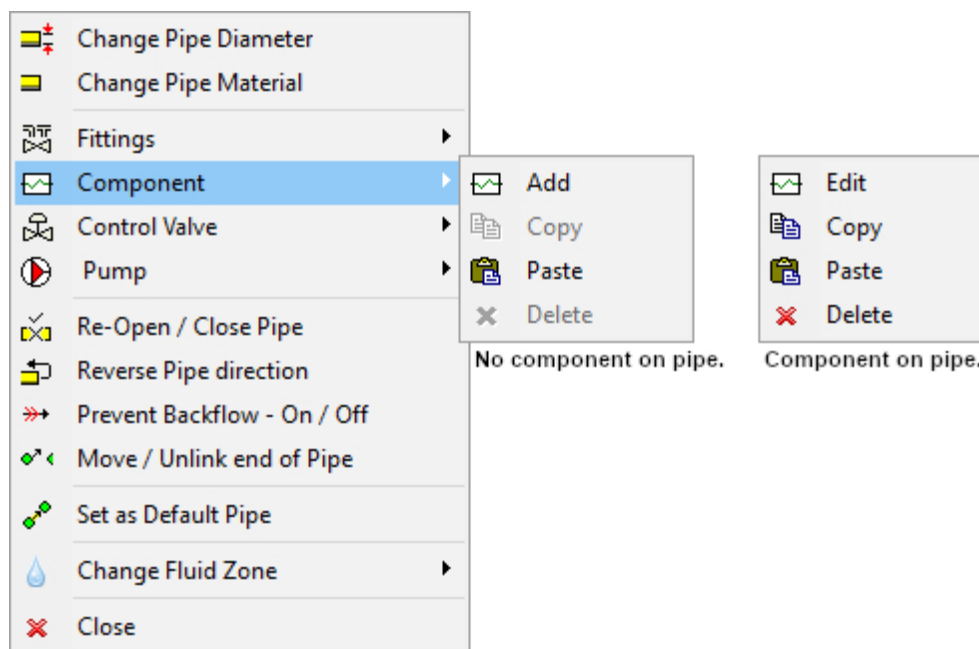 Change Pipe Diameter
Change Pipe Material
Fittings
Component
Control Valve
Pump
Re-Open / Close Pipe
Reverse Pipe direction
Prevent Backflow - On / Off
Move / Unlink end of Pipe
Set as Default Pipe
Change Fluid Zone
Close
Add
Copy
Paste
Delete
No component on pipe.
Edit
Copy
Paste
Delete
Component on pipe.